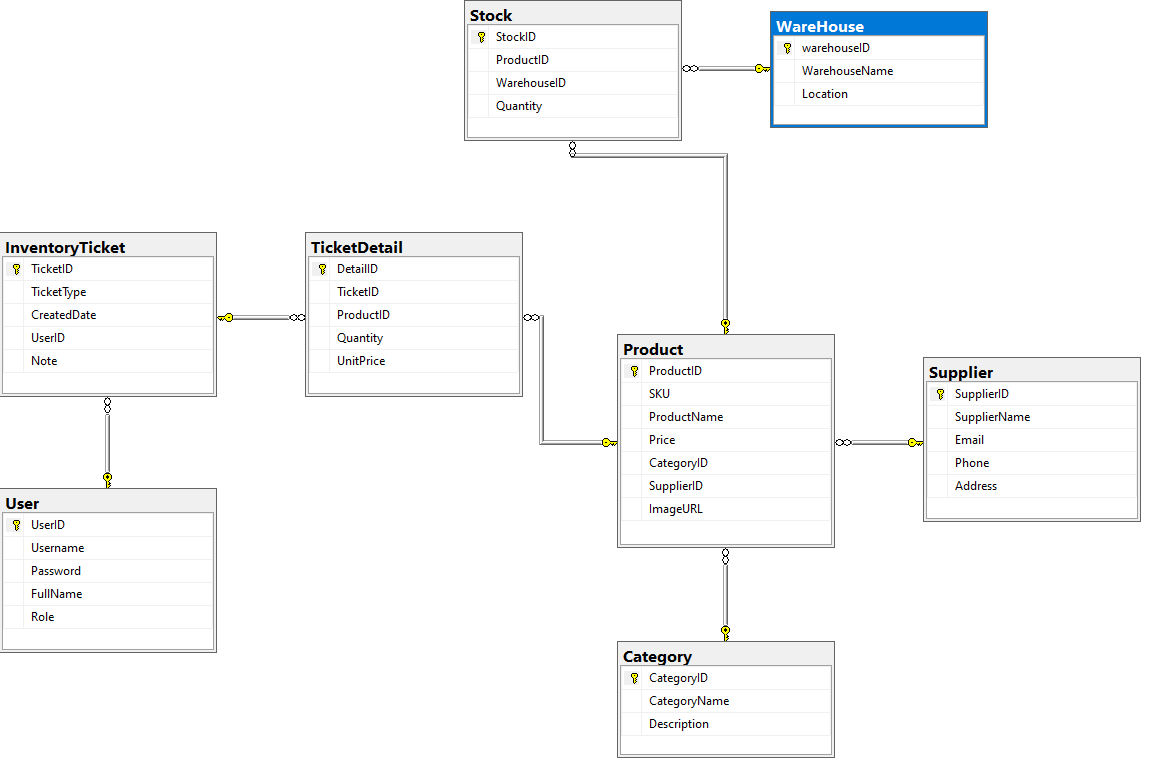 Stock
StockID
ProductID
WarehouseID
Quantity
WareHouse
warehouseID
WarehouseName
Location
InventoryTicket
TicketID
TicketType
CreatedDate
UserID
Note
TicketDetail
DetailID
TicketID
ProductID
Quantity
UnitPrice
Product
ProductID
SKU
ProductName
Price
CategoryID
SupplierID
ImageURL
Supplier
SupplierID
SupplierName
Email
Phone
Address
User
UserID
Username
Password
FullName
Role
Category
CategoryID
CategoryName
Description